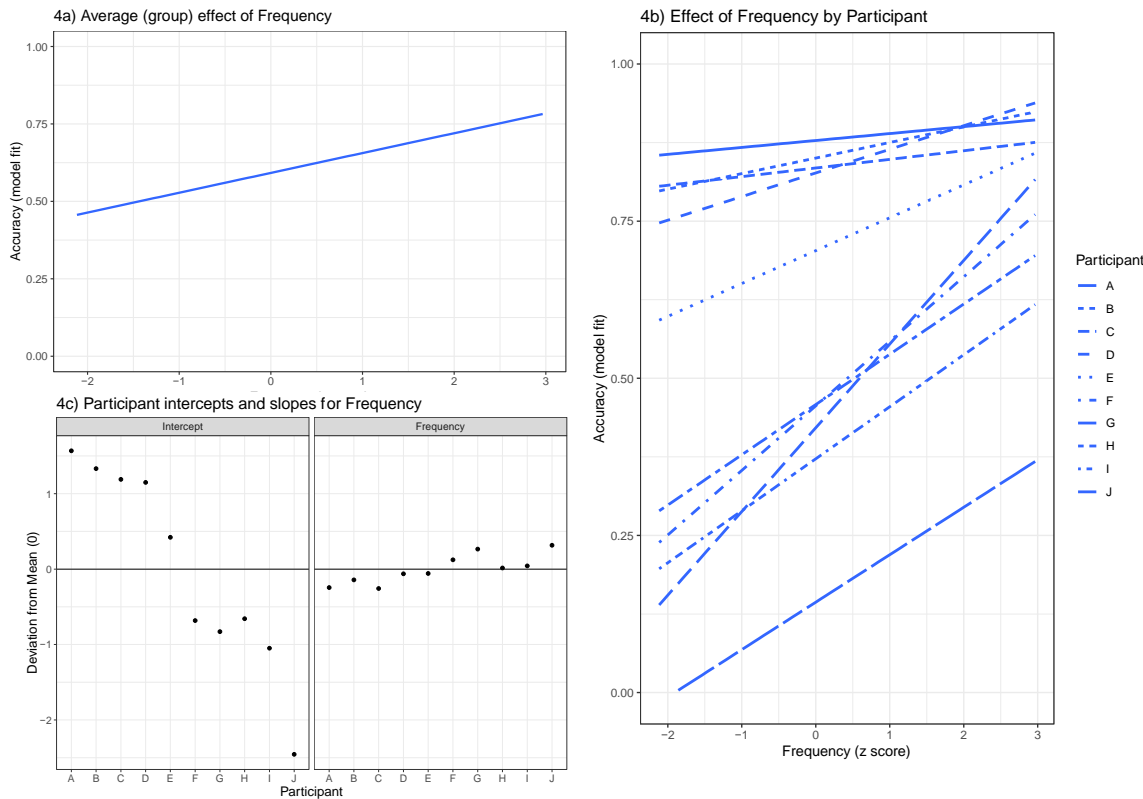 4a) Average (group) effect of Frequency
1.00
0.75
0.50
0.25
0.00
Accuracy (model fit)
−2 −1 0 1 2 3
4b) Effect of Frequency by Participant
1.00
0.75
0.50
0.25
0.00
Accuracy (model fit)
−2 −1 0 1 2 3
Frequency (z score)
Participant
A
B
C
D
E
F
G
H
I
J
4c) Participant intercepts and slopes for Frequency
Intercept Frequency
1
0
−1
−2
Deviation from Mean (0)
A B C D E F G H I J A B C D E F G H I J
Participant